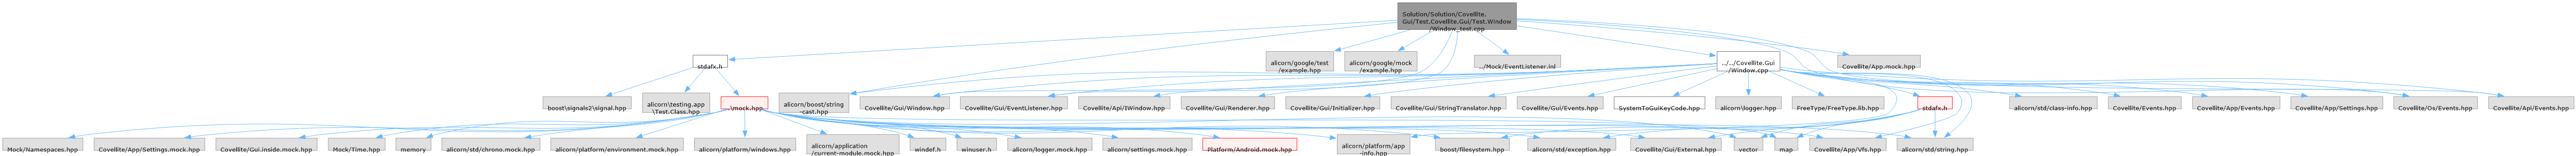 Solution/Solution/Covellite.
Gui/Test.Covellite.Gui/Test.Window
/Window_test.cpp
stdafx.h
alicorn/google/test
/example.hpp
alicorn/google/mock
/example.hpp
../Mock/EventListener.inl
../../Covellite.Gui
/Window.cpp
Covellite/App.mock.hpp
boost\signals2\signal.hpp
alicorn\testing.app
\Test.Class.hpp
..\mock.hpp
alicorn/boost/string
-cast.hpp
Covellite/Gui/Window.hpp
Covellite/Gui/EventListener.hpp
Covellite/Api/IWindow.hpp
Covellite/Gui/Renderer.hpp
Covellite/Gui/Initializer.hpp
Covellite/Gui/StringTranslator.hpp
Covellite/Gui/Events.hpp
SystemToGuiKeyCode.hpp
alicorn\logger.hpp
FreeType/FreeType.lib.hpp
stdafx.h
alicorn/std/class-info.hpp
Covellite/Events.hpp
Covellite/App/Events.hpp
Covellite/App/Settings.hpp
Covellite/Os/Events.hpp
Covellite/Api/Events.hpp
Mock/Namespaces.hpp
Covellite/App/Settings.mock.hpp
Covellite/Gui.inside.mock.hpp
Mock/Time.hpp
memory
alicorn/std/chrono.mock.hpp
alicorn/platform/environment.mock.hpp
alicorn/platform/windows.hpp
alicorn/application
/current-module.mock.hpp
windef.h
winuser.h
alicorn/logger.mock.hpp
alicorn/settings.mock.hpp
Platform/Android.mock.hpp
alicorn/platform/app
-info.hpp
boost/filesystem.hpp
alicorn/std/exception.hpp
Covellite/Gui/External.hpp
vector
map
Covellite/App/Vfs.hpp
alicorn/std/string.hpp